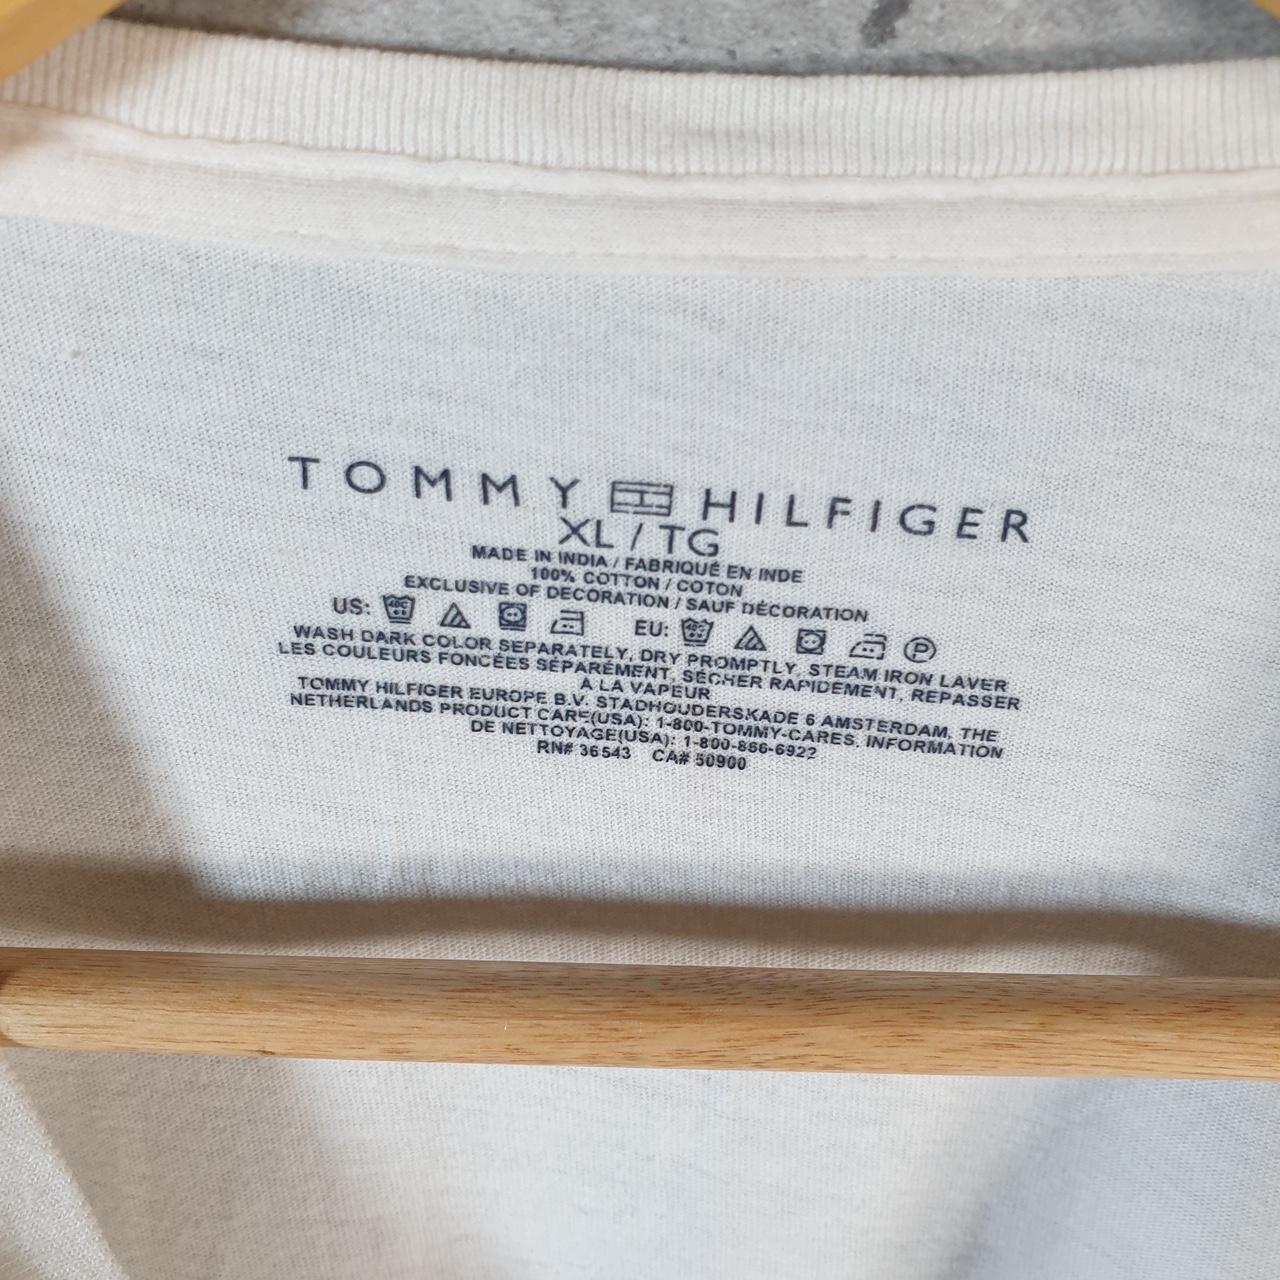 TOMMY HILFIGER
XL / TG
MADE IN INDIA / FABRIQUÉ EN INDE
100% COTTON / COTON
EXCLUSIVE OF DECORATION / SAUF DÉCORATION
US: 40C EU: 40C P
WASH DARK COLOR SEPARATELY, DRY PROMPTLY, STEAM IRON LAVER
LES COULEURS FONCÉES SÉPARÉMENT, SÉCHER RAPIDEMENT, REPASSER
À LA VAPEUR
TOMMY HILFIGER EUROPE B.V. STADHOUDERSKADE 6 AMSTERDAM, THE
NETHERLANDS PRODUCT CARE(USA): 1-800-TOMMY-CARES, INFORMATION
DE NETTOYAGE(USA): 1-800-866-6922
RN# 36543 CA# 50900